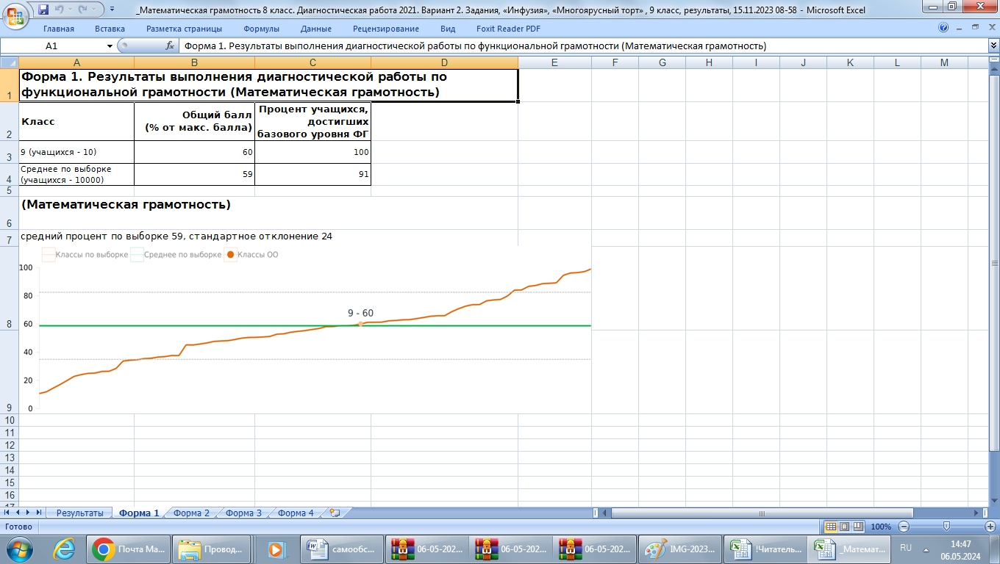 _Математическая грамотность 8 класс. Диагностическая работа 2021. Вариант 2. Задания, «Инфузия», «Многоярусный торт» , 9 класс, результаты, 15.11.2023 08-58 - Microsoft Excel
Главная Вставка Разметка страницы Формулы Данные Рецензирование Вид Foxit Reader PDF
A1 fx Форма 1. Результаты выполнения диагностической работы по функциональной грамотности (Математическая грамотность)
A B C D E F G H I J K L M
1 Форма 1. Результаты выполнения диагностической работы по
функциональной грамотности (Математическая грамотность)
2 Класс Общий балл (% от макс. балла) Процент учащихся, достигших базового уровня ФГ
3 9 (учащихся - 10) 60 100
4 Среднее по выборке (учащихся - 10000) 59 91
5
6 (Математическая грамотность)
7 средний процент по выборке 59, стандартное отклонение 24
Классы по выборке Среднее по выборке Классы ОО
100
80
9 - 60
8 60
40
20
9 0
10
11
12
13
14
15
16
17
Результаты Форма 1 Форма 2 Форма 3 Форма 4
Готово 100%
Почта Ma... Провод... самообс... 06-05-202... 06-05-202... 06-05-202... IMG-2023... !Читатель... _Математ... RU 14:47
06.05.2024